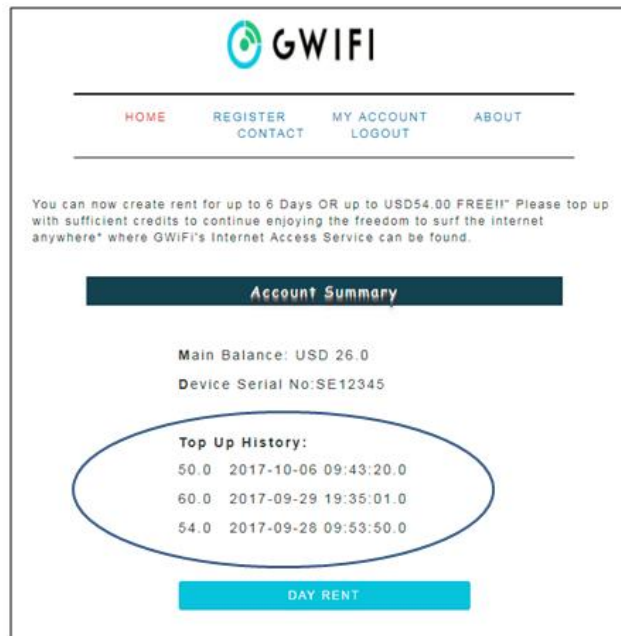 GWIFI
HOME REGISTER MY ACCOUNT ABOUT
CONTACT LOGOUT
You can now create rent for up to 6 Days OR up to USD54.00 FREE!!" Please top up
with sufficient credits to continue enjoying the freedom to surf the internet
anywhere* where GWiFi's Internet Access Service can be found.
Account Summary
Main Balance: USD 26.0
Device Serial No:SE12345
Top Up History:
50.0 2017-10-06 09:43:20.0
60.0 2017-09-29 19:35:01.0
54.0 2017-09-28 09:53:50.0
DAY RENT